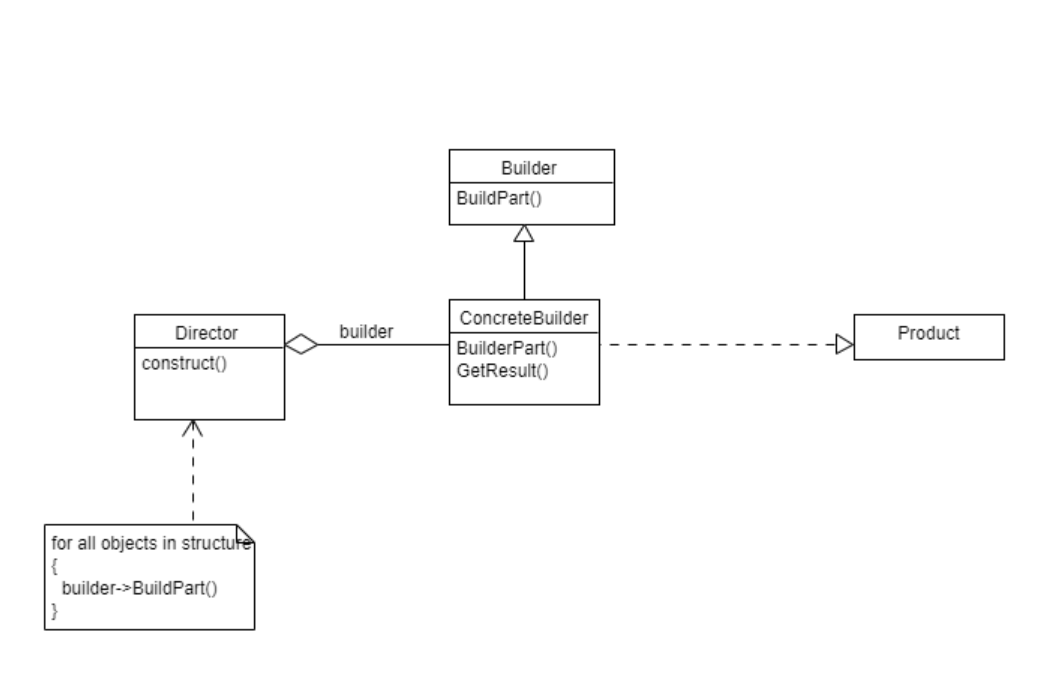 Builder
BuildPart()
Director
construct()
builder
ConcreteBuilder
BuilderPart()
GetResult()
Product
for all objects in structure
{
builder->BuildPart()
}